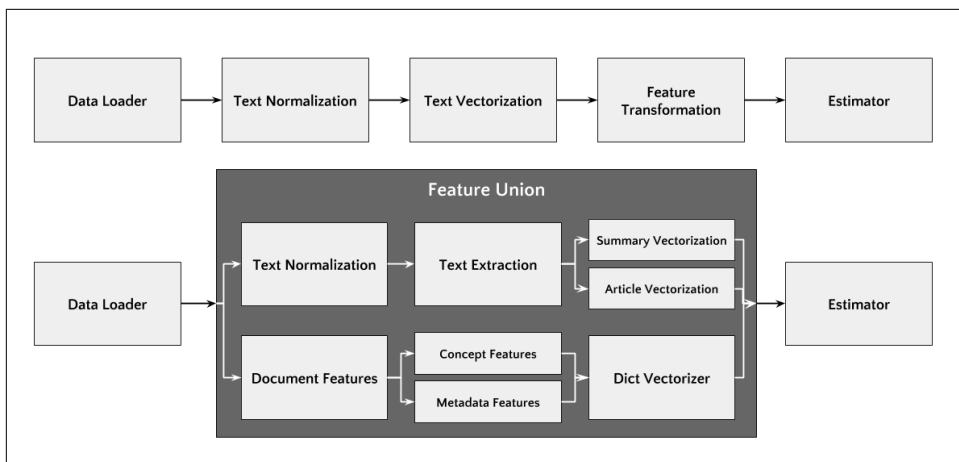 Data Loader
Text Normalization
Text Vectorization
Feature
Transformation
Estimator
Feature Union
Data Loader
Text Normalization
Text Extraction
Summary Vectorization
Article Vectorization
Document Features
Concept Features
Metadata Features
Dict Vectorizer
Estimator